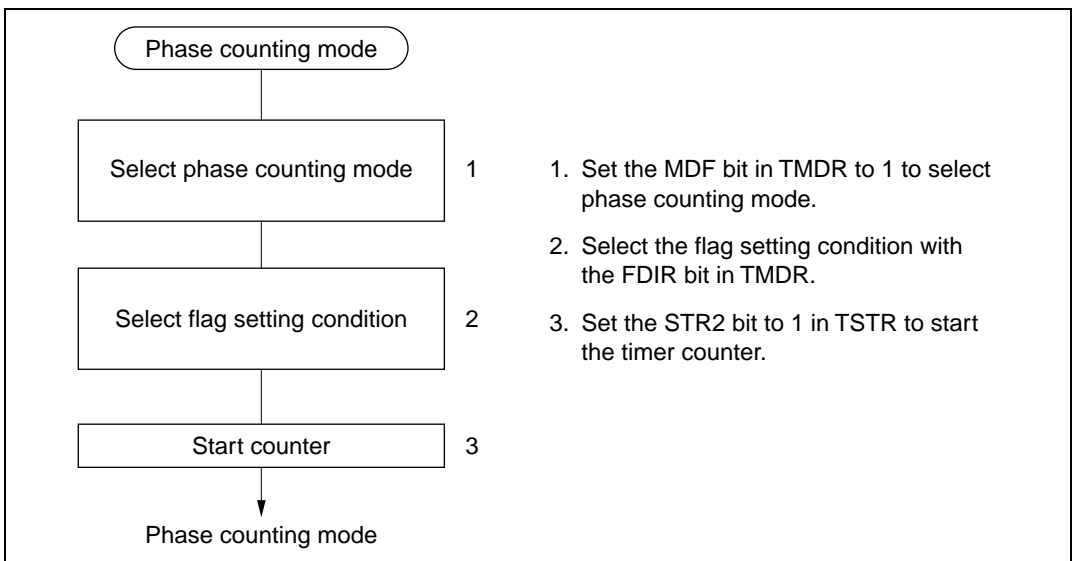 Phase counting mode
Select phase counting mode 1
Select flag setting condition 2
Start counter 3
Phase counting mode
1. Set the MDF bit in TMDR to 1 to select
phase counting mode.
2. Select the flag setting condition with
the FDIR bit in TMDR.
3. Set the STR2 bit to 1 in TSTR to start
the timer counter.